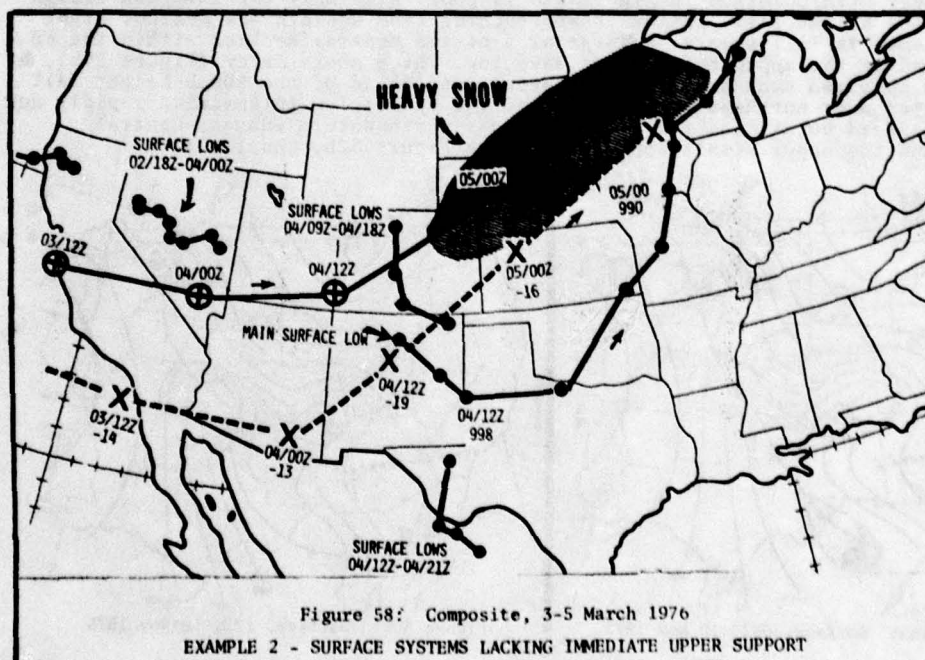 HEAVY SNOW
SURFACE LOWS
02/18Z-04/00Z
05/00Z
SURFACE LOWS
04/09Z-04/18Z
05/00
990
03/12Z
04/00Z
04/12Z
05/00Z
-16
MAIN SURFACE LOW
04/12Z
-19
03/12Z
-14
04/00Z
-13
04/12Z
998
SURFACE LOWS
04/12Z-04/21Z
Figure 58: Composite, 3-5 March 1976
EXAMPLE 2 - SURFACE SYSTEMS LACKING IMMEDIATE UPPER SUPPORT